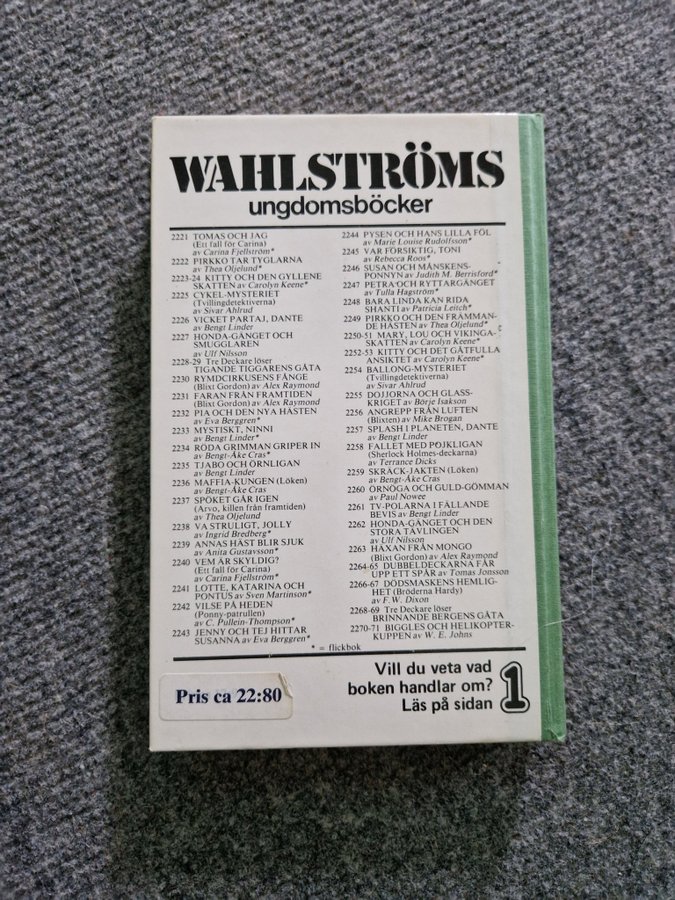 WAHLSTRÖMS
ungdomsböcker
2221 TOMAS OCH JAG
(Ett fall för Carina)
av Carina Fjellström*
2222 PIRKKO TAR TYGLARNA
av Thea Oljelund*
2223-24 KITTY OCH DEN GYLLENE
SKATTEN av Carolyn Keene*
2225 CYKEL-MYSTERIET
(Tvillingdetektiverna)
av Sivar Ahlrud
2226 VICKET PARTAJ, DANTE
av Bengt Linder
2227 HONDA-GÄNGET OCH
SMUGGLAREN
av Ulf Nilsson
2228-29 Tre Deckare löser
TIGANDE TIGGARENS GÅTA
2230 RYMDCIRKUSENS FÅNGE
(Blixt Gordon) av Alex Raymond
2231 FARAN FRÅN FRAMTIDEN
(Blixt Gordon) av Alex Raymond
2232 PIA OCH DEN NYA HÄSTEN
av Eva Berggren*
2233 MYSTISKT, NINNI
av Bengt Linder*
2234 RÖDA GRIMMAN GRIPER IN
av Bengt-Åke Cras*
2235 TJABO OCH ÖRNLIGAN
av Bengt Linder
2236 MAFFIA-KUNGEN (Löken)
av Bengt-Åke Cras
2237 SPÖKET GÅR IGEN
(Arvo, killen från framtiden)
av Thea Oljelund
2238 VA STRULIGT, JOLLY
av Ingrid Bredberg*
2239 ANNAS HÄST BLIR SJUK
av Anita Gustavsson*
2240 VEM ÄR SKYLDIG?
(Ett fall för Carina)
av Carina Fjellström*
2241 LOTTE, KATARINA OCH
PONTUS av Sven Martinson*
2242 VILSE PÅ HEDEN
(Ponny-patrullen)
av C. Pullein-Thompson*
2243 JENNY OCH TEJ HITTAR
SUSANNA av Eva Berggren*
2244 PYSEN OCH HANS LILLA FÖL
av Marie Louise Rudolfsson*
2245 VAR FÖRSIKTIG, TONI
av Rebecca Roos*
2246 SUSAN OCH MÅNSKENS-
PONNYN av Judith M. Berrisford*
2247 PETRA OCH RYTTARGÄNGET
av Tulla Hagström*
2248 BARA LINDA KAN RIDA
SHANTI av Patricia Leitch*
2249 PIRKKO OCH DEN FRAMMAN-
DE HÄSTEN av Thea Oljelund*
2250-51 MARY, LOU OCH VIKINGA-
SKATTEN av Carolyn Keene*
2252-53 KITTY OCH DET GÅTFULLA
ANSIKTET av Carolyn Keene*
2254 BALLONG-MYSTERIET
(Tvillingdetektiverna)
av Sivar Ahlrud
2255 DOJJORNA OCH GLASS-
KRIGET av Börje Isakson
2256 ANGREPP FRÅN LUFTEN
(Blixten) av Mike Brogan
2257 SPLASH I PLANETEN, DANTE
av Bengt Linder
2258 FALLET MED POJKLIGAN
(Sherlock Holmes-deckarna)
av Terrance Dicks
2259 SKRÄCK-JAKTEN (Löken)
av Bengt-Åke Cras
2260 ÖRNÖGA OCH GULD-GÖMMAN
av Paul Nowee
2261 TV-POLARNA I FÄLLANDE
BEVIS av Bengt Linder
2262 HONDA-GÄNGET OCH DEN
STORA TÄVLINGEN
av Ulf Nilsson
2263 HÄXAN FRÅN MONGO
(Blixt Gordon) av Alex Raymond
2264-65 DUBBELDECKARNA FÅR
UPP ETT SPÅR av Tomas Jonsson
2266-67 DÖDSMASKENS HEMLIG-
HET (Bröderna Hardy)
av F.W. Dixon
2268-69 Tre Deckare löser
BRINNANDE BERGENS GÅTA
2270-71 BIGGLES OCH HELIKOPTER-
KUPPEN av W. E. Johns
* = flickbok
Pris ca 22:80
Vill du veta vad
boken handlar om?
Läs på sidan 1